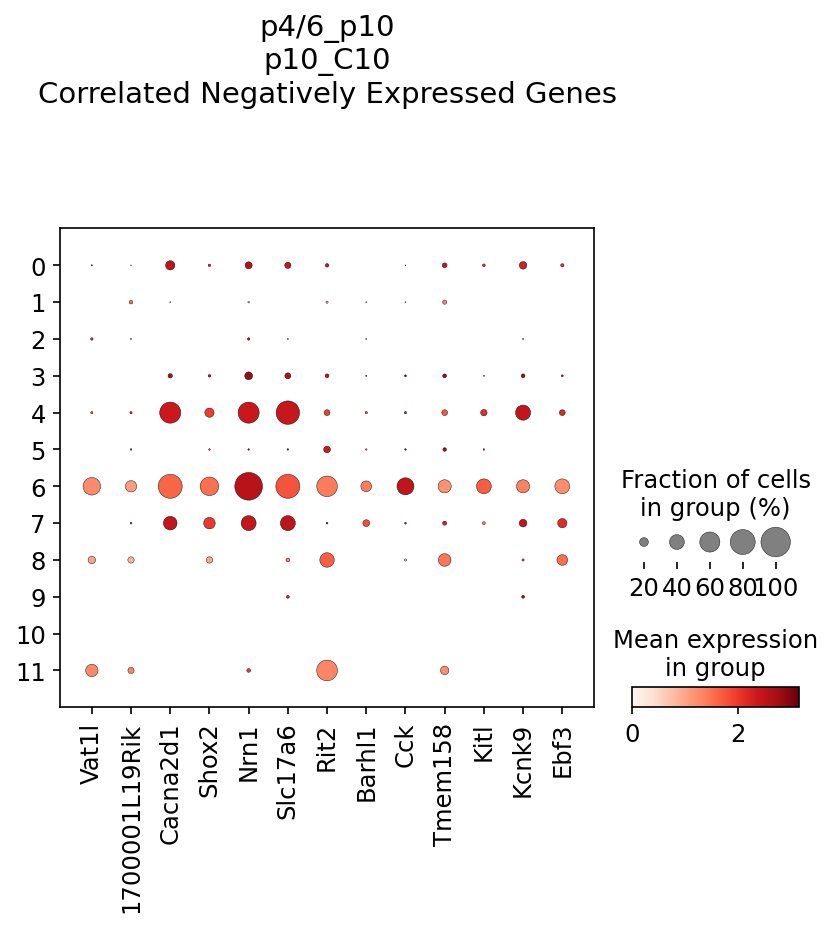 p4/6_p10
p10_C10
Correlated Negatively Expressed Genes
0
1
2
3
4
5
6
7
8
9
10
11
Vat1l
1700001L19Rik
Cacna2d1
Shox2
Nrn1
Slc17a6
Rit2
Barhl1
Cck
Tmem158
Kitl
Kcnk9
Ebf3
Fraction of cells
in group (%)
20 40 60 80 100
Mean expression
in group
0 2